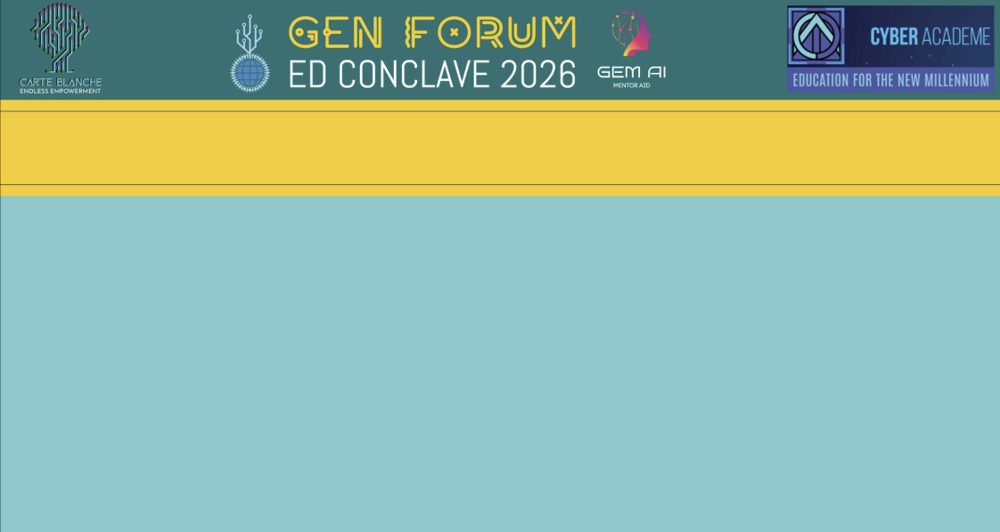 CARTE BLANCHE
ENDLESS EMPOWERMENT
GEN FORUM
ED CONCLAVE 2026
GEM AI
MENTOR AID
CYBER ACADEME
EDUCATION FOR THE NEW MILLENNIUM